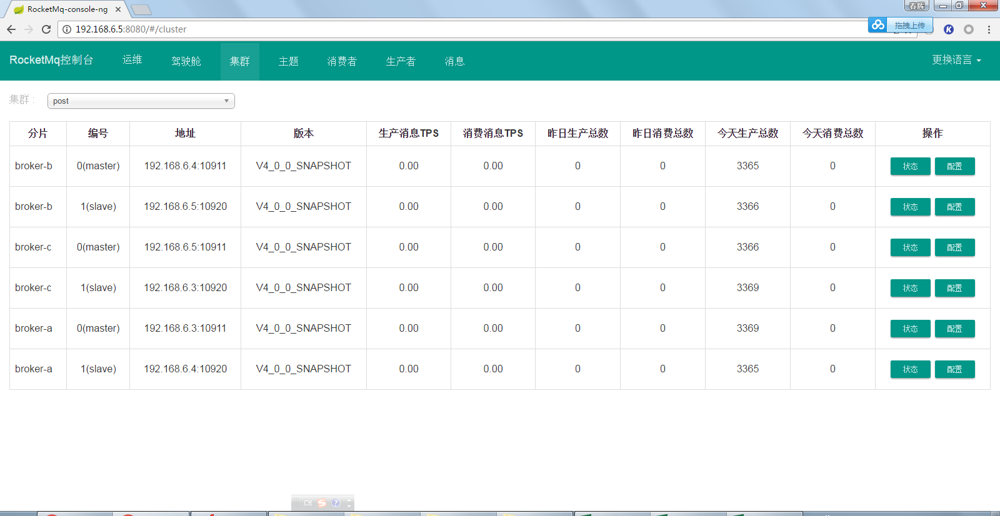 RocketMq-console-ng
春晖
192.168.6.5:8080/#/cluster
拖拽上传
RocketMq控制台 运维 驾驶舱 集群 主题 消费者 生产者 消息 更换语言
集群 : post
分片 编号 地址 版本 生产消息TPS 消费消息TPS 昨日生产总数 昨日消费总数 今天生产总数 今天消费总数 操作
broker-b 0(master) 192.168.6.4:10911 V4_0_0_SNAPSHOT 0.00 0.00 0 0 3365 0 状态 配置
broker-b 1(slave) 192.168.6.5:10920 V4_0_0_SNAPSHOT 0.00 0.00 0 0 3366 0 状态 配置
broker-c 0(master) 192.168.6.5:10911 V4_0_0_SNAPSHOT 0.00 0.00 0 0 3366 0 状态 配置
broker-c 1(slave) 192.168.6.3:10920 V4_0_0_SNAPSHOT 0.00 0.00 0 0 3369 0 状态 配置
broker-a 0(master) 192.168.6.3:10911 V4_0_0_SNAPSHOT 0.00 0.00 0 0 3369 0 状态 配置
broker-a 1(slave) 192.168.6.4:10920 V4_0_0_SNAPSHOT 0.00 0.00 0 0 3365 0 状态 配置
CH